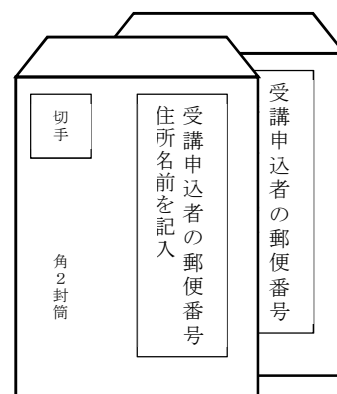 受講申込者の郵便番号
受講申込者の郵便番号
住所名前を記入
切手
角２封筒